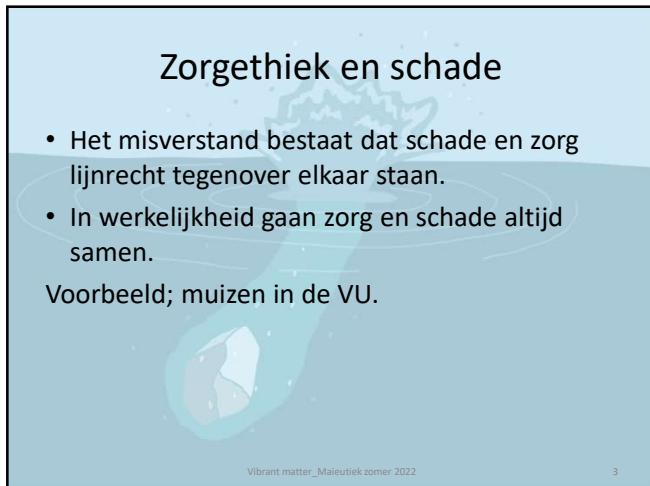 Zorgethiek en schade
• Het misverstand bestaat dat schade en zorg
lijnrecht tegenover elkaar staan.
• In werkelijkheid gaan zorg en schade altijd
samen.
Voorbeeld; muizen in de VU.
Vibrant matter_Maieutiek zomer 2022
3